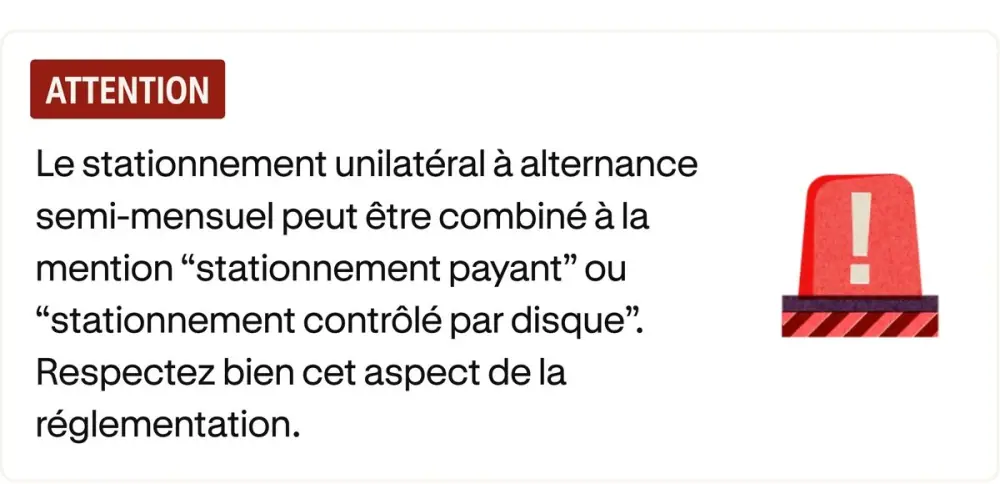 ATTENTION
Le stationnement unilatéral à alternance
semi-mensuel peut être combiné à la
mention “stationnement payant” ou
“stationnement contrôlé par disque”.
Respectez bien cet aspect de la
réglementation.
!